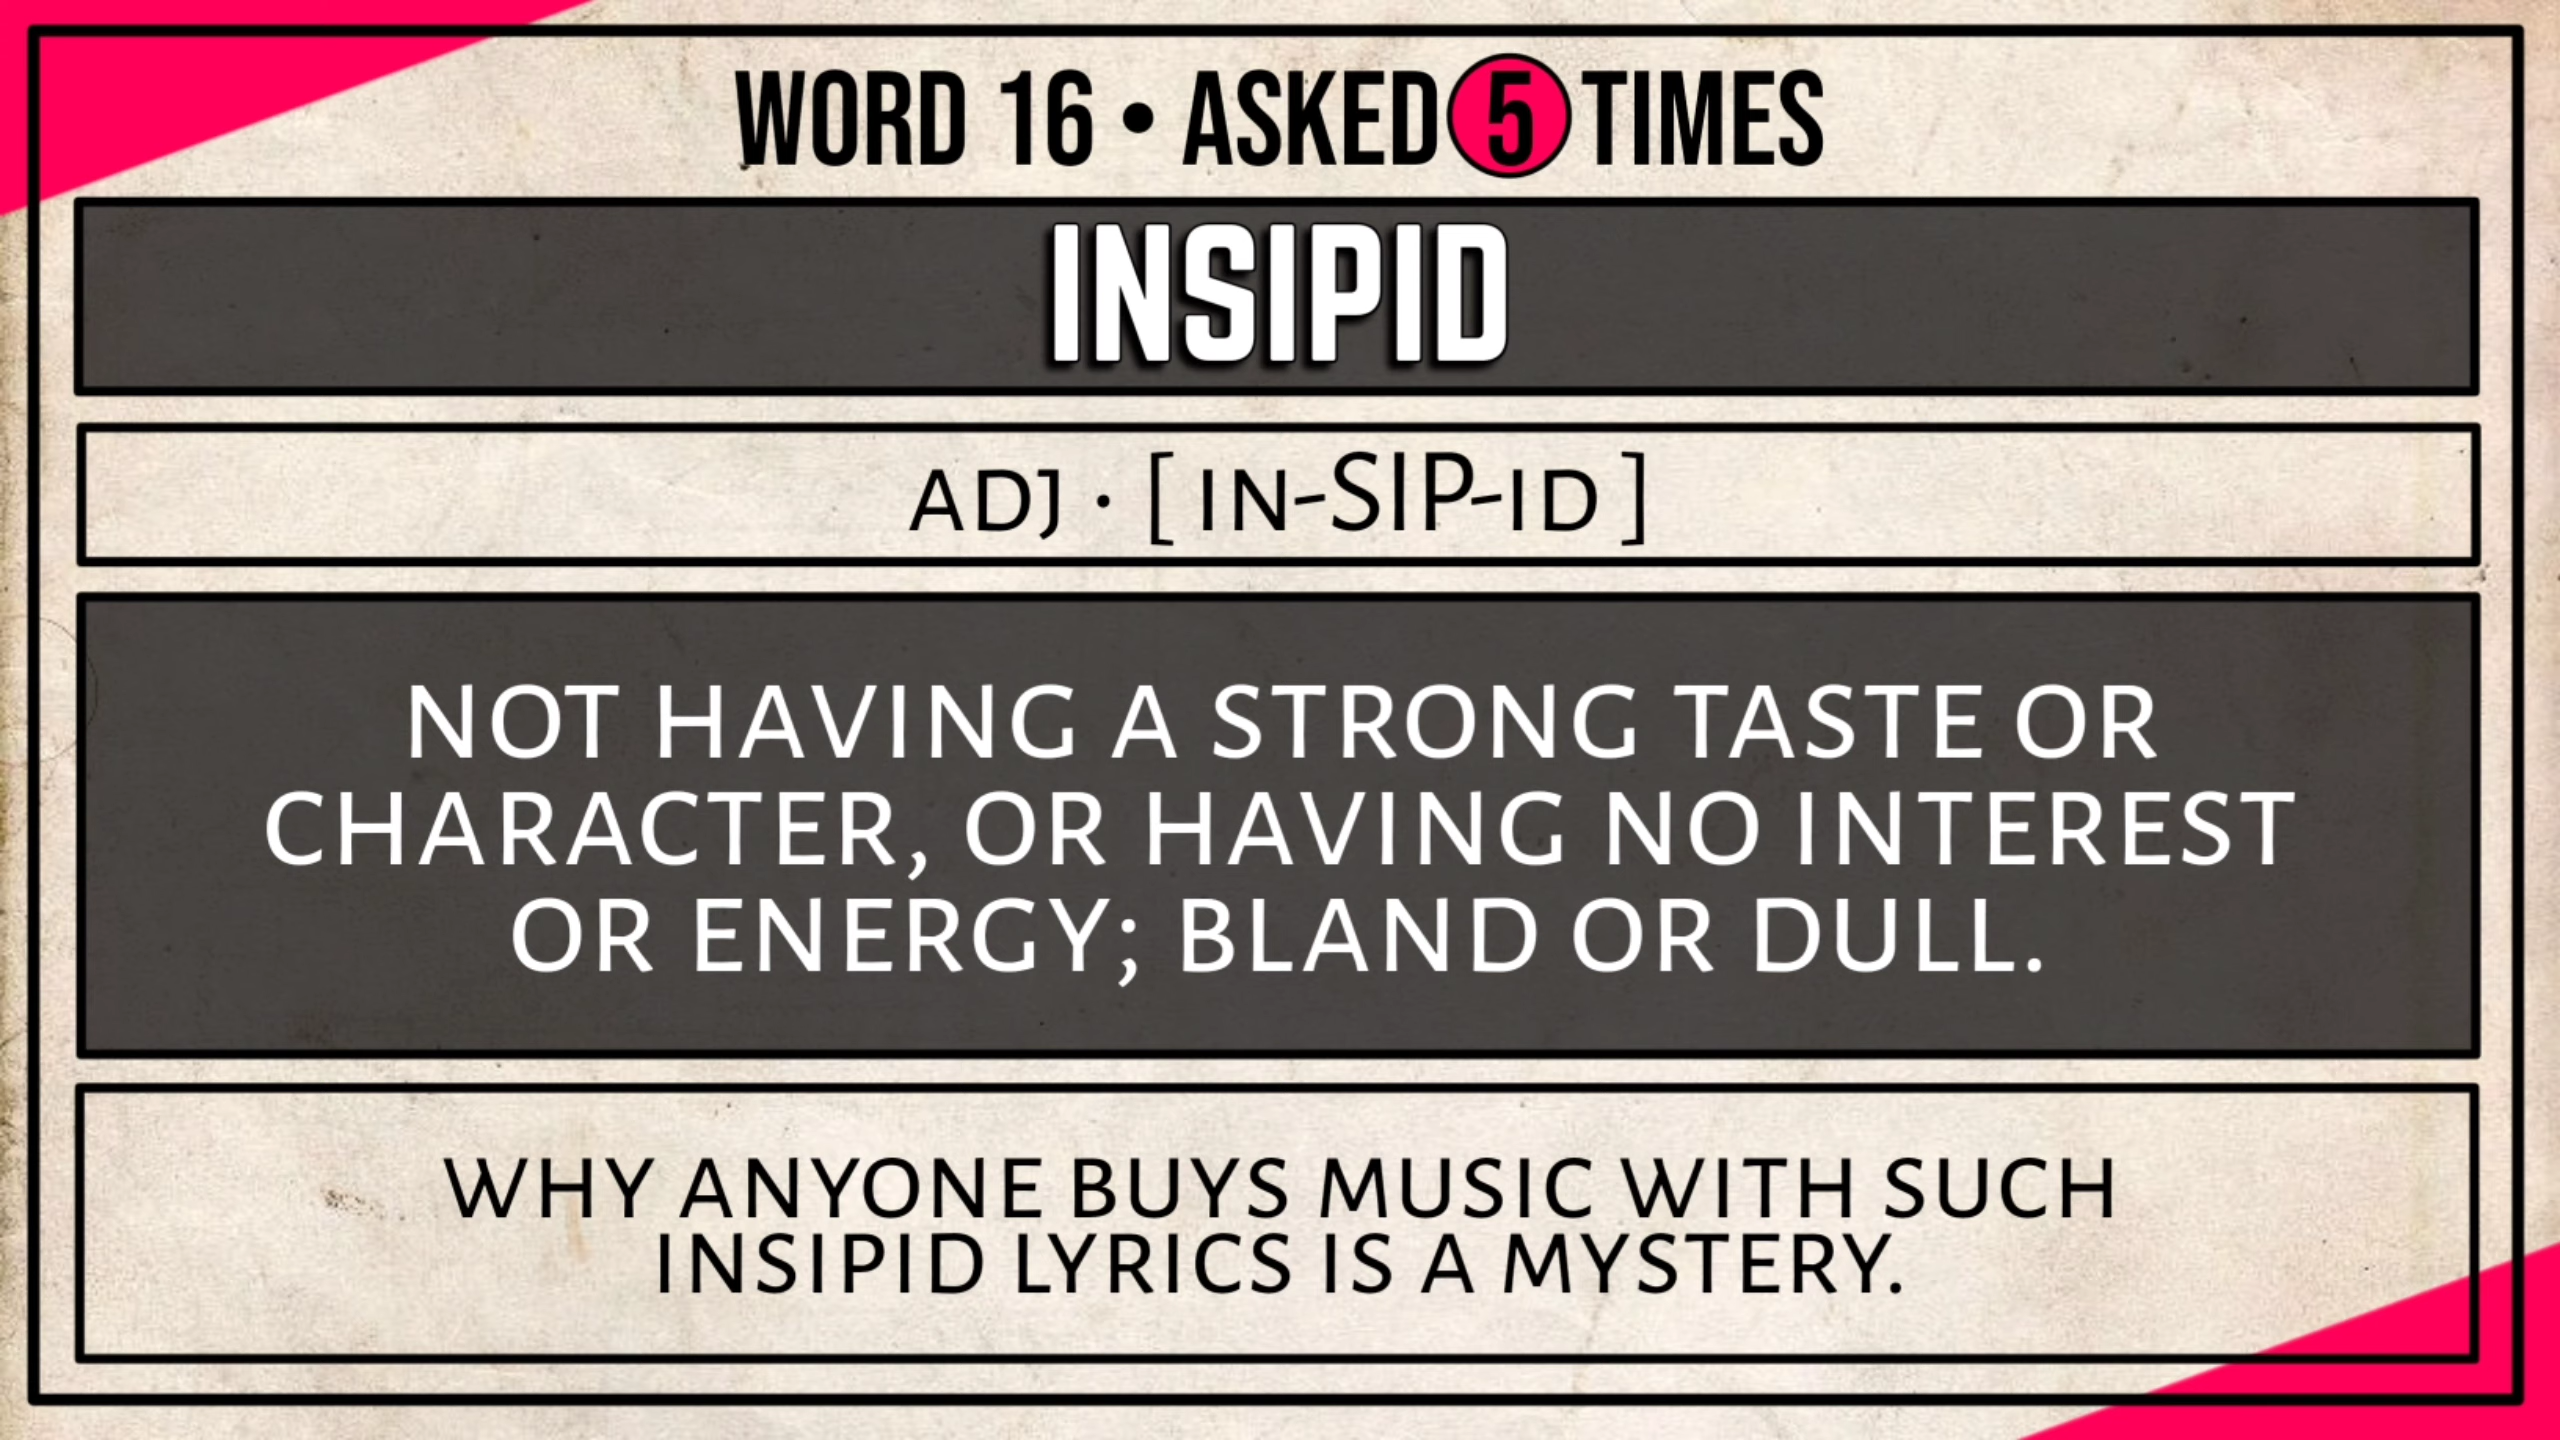 WORD 16 • ASKED 5 TIMES
INSIPID
ADJ · [ IN-SIP-ID ]
NOT HAVING A STRONG TASTE OR
CHARACTER, OR HAVING NO INTEREST
OR ENERGY; BLAND OR DULL.
WHY ANYONE BUYS MUSIC WITH SUCH
INSIPID LYRICS IS A MYSTERY.